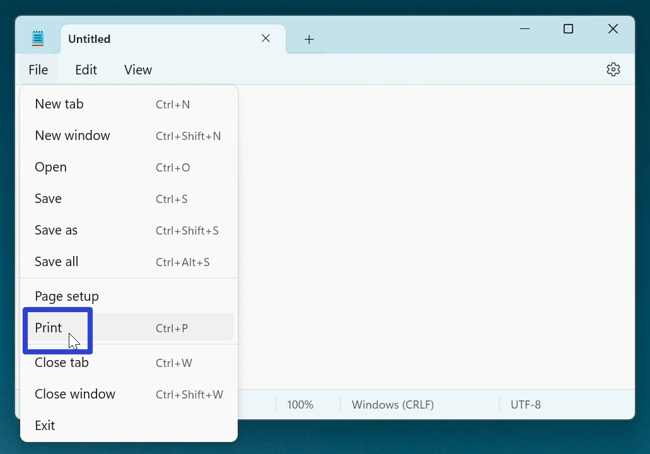 Untitled
File Edit View
New tab Ctrl+N
New window Ctrl+Shift+N
Open Ctrl+O
Save Ctrl+S
Save as Ctrl+Shift+S
Save all Ctrl+Alt+S
Page setup
Print Ctrl+P
Close tab Ctrl+W
Close window Ctrl+Shift+W
Exit
100% Windows (CRLF) UTF-8